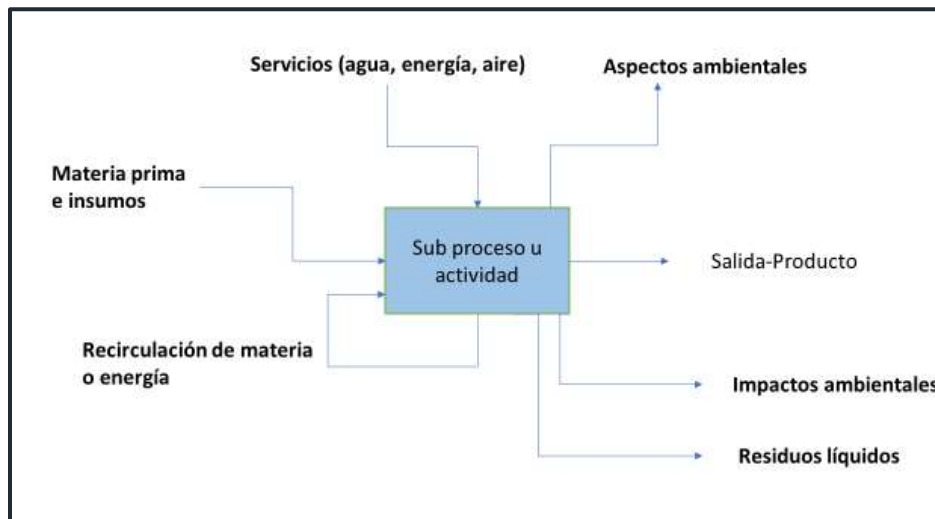 Servicios (agua, energía, aire)
Aspectos ambientales
Materia prima
e insumos
Sub proceso u
actividad
Salida-Producto
Recirculación de materia
o energía
Impactos ambientales
Residuos líquidos